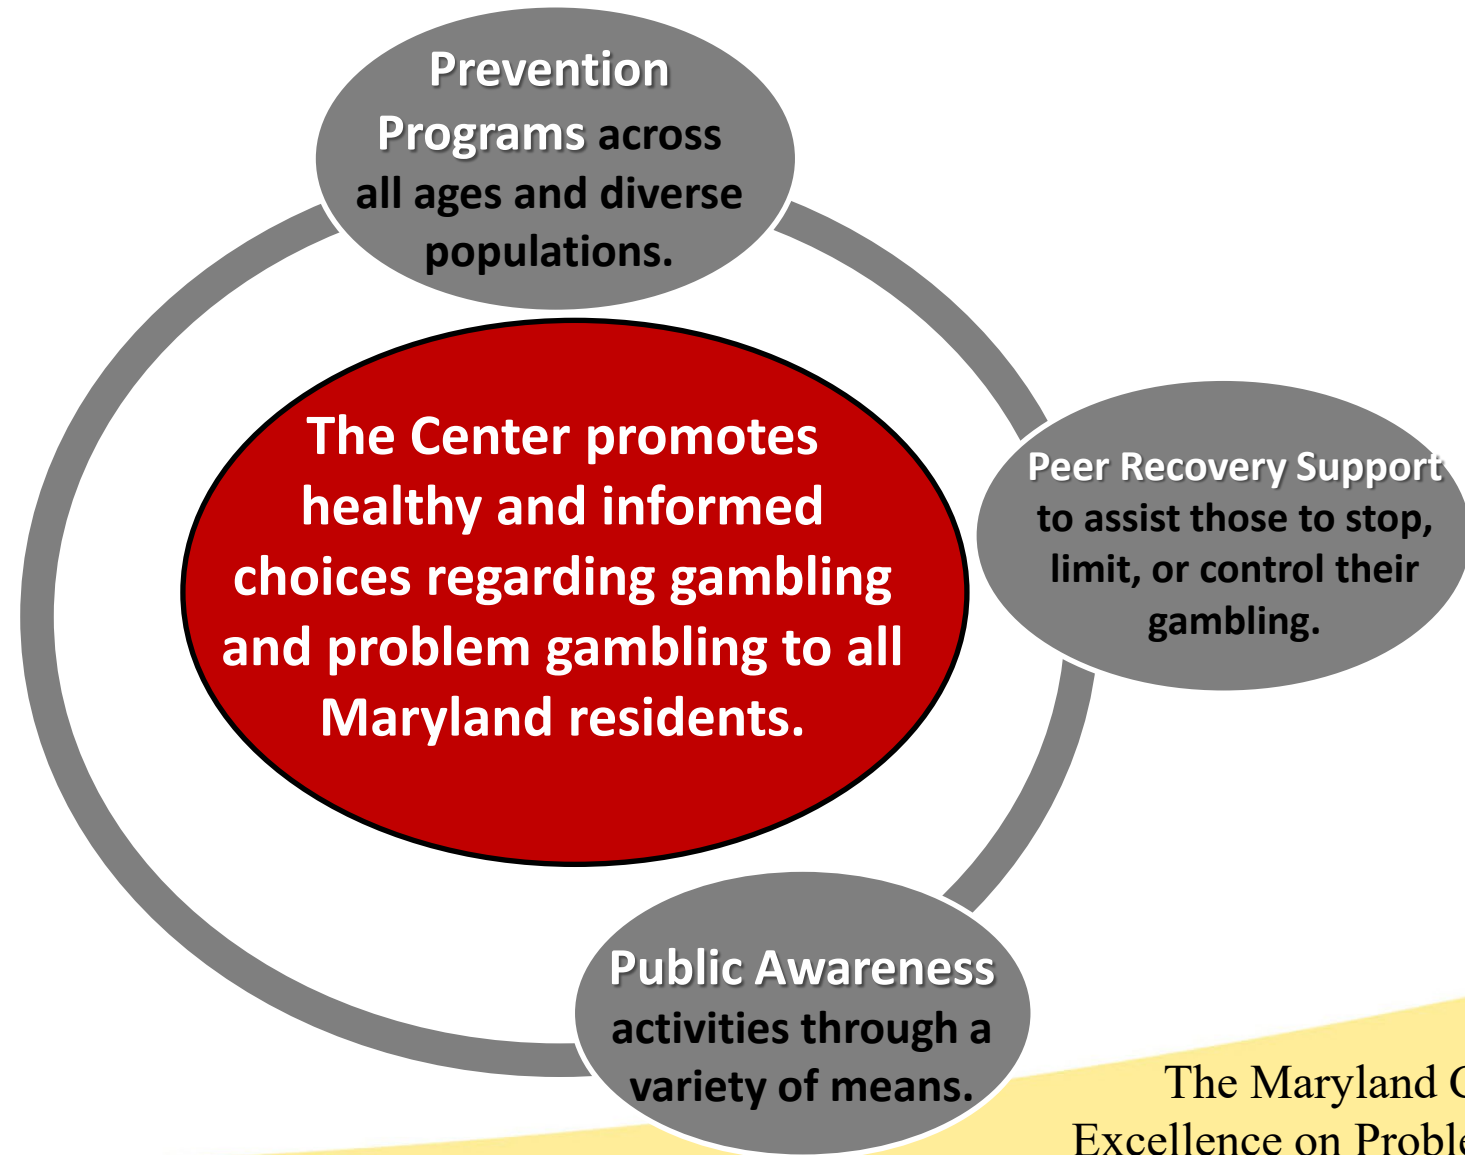 Prevention
Programs across
all ages and diverse
populations.
The Center promotes
healthy and informed
choices regarding gambling
and problem gambling to all
Maryland residents.
Peer Recovery Support
to assist those to stop,
limit, or control their
gambling.
Public Awareness
activities through a
variety of means.
The Maryland
Excellence on